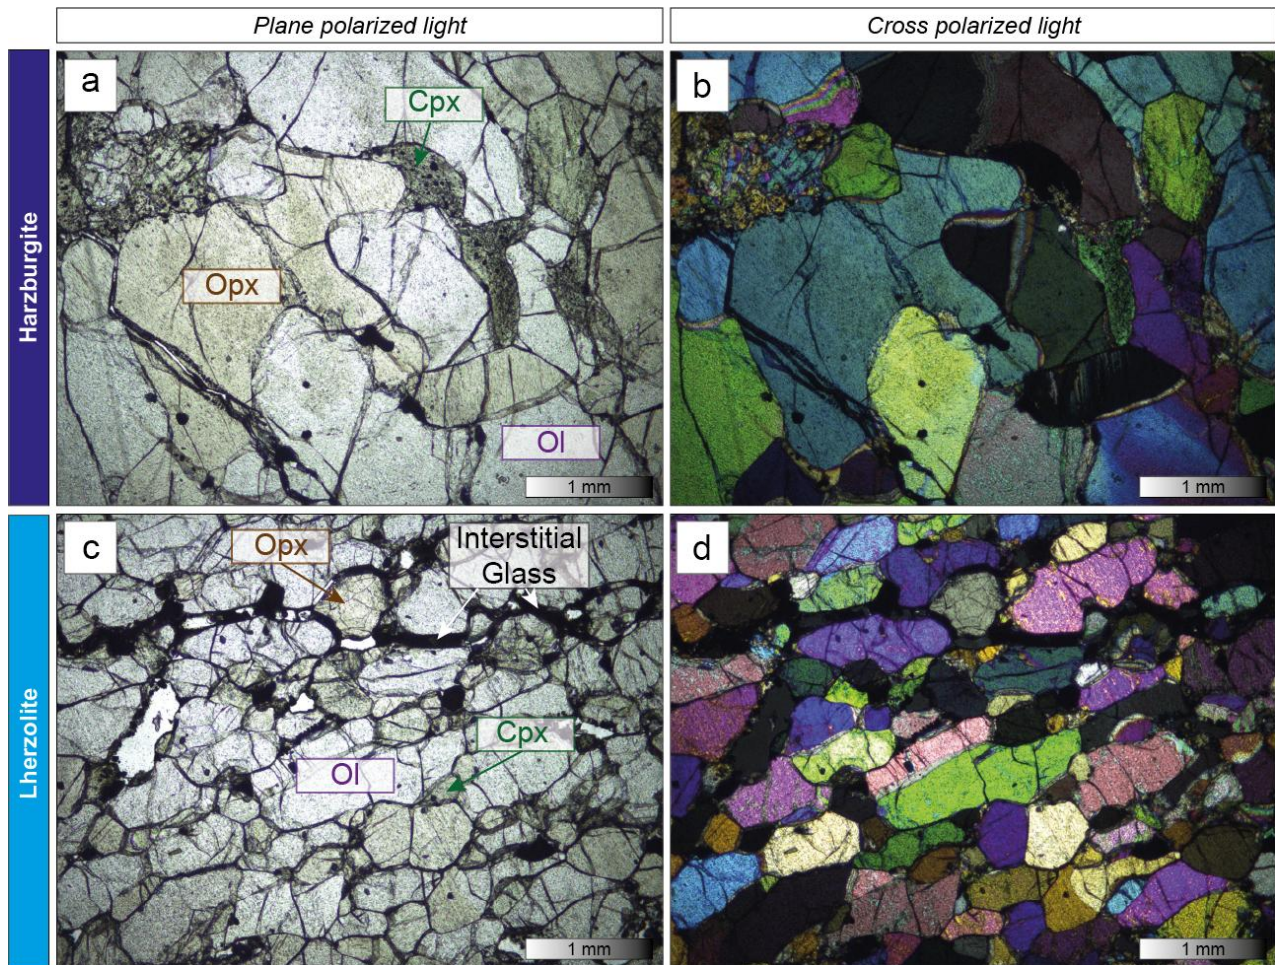 Plane polarized light
Cross polarized light
Harzburgite
a
Cpx
Opx
Ol
1 mm
b
1 mm
Lherzolite
c
Opx
Interstitial
Glass
Cpx
Ol
1 mm
d
1 mm